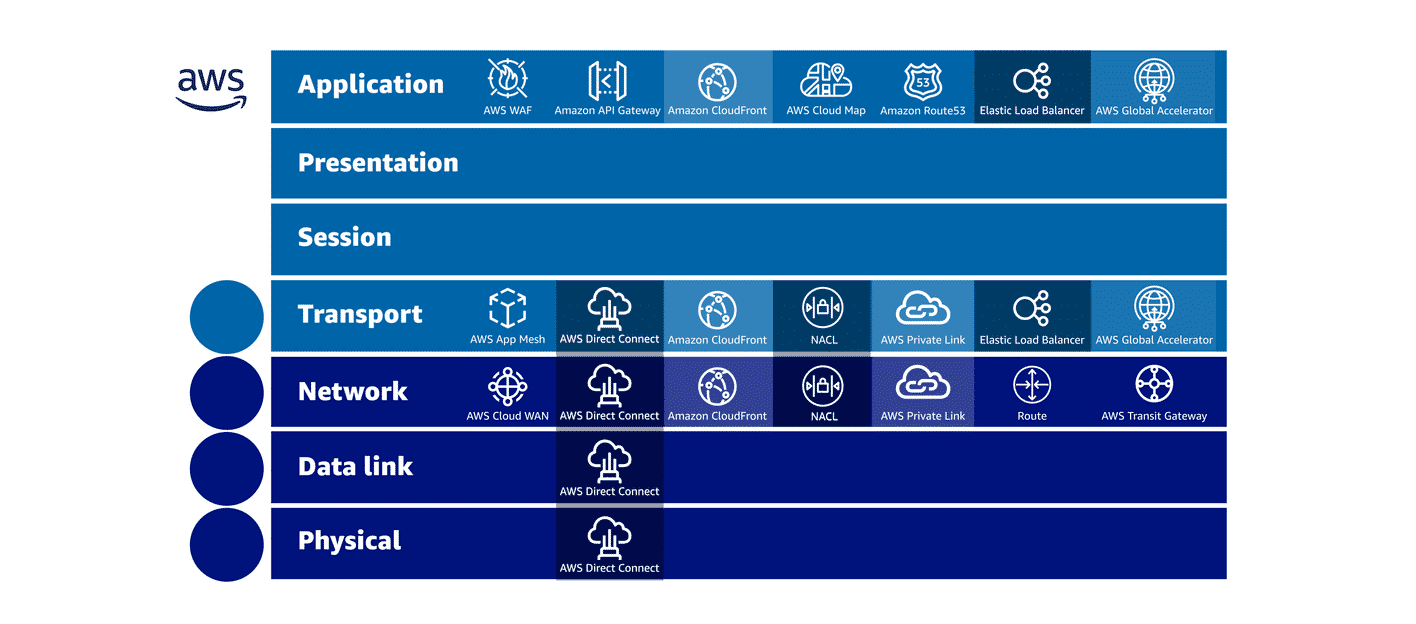 aws
Application
AWS WAF
Amazon API Gateway
Amazon CloudFront
AWS Cloud Map
53
Amazon Route53
Elastic Load Balancer
AWS Global Accelerator
Presentation
Session
Transport
AWS App Mesh
AWS Direct Connect
Amazon CloudFront
NACL
AWS Private Link
Elastic Load Balancer
AWS Global Accelerator
Network
AWS Cloud WAN
AWS Direct Connect
Amazon CloudFront
NACL
AWS Private Link
Route
AWS Transit Gateway
Data link
AWS Direct Connect
Physical
AWS Direct Connect